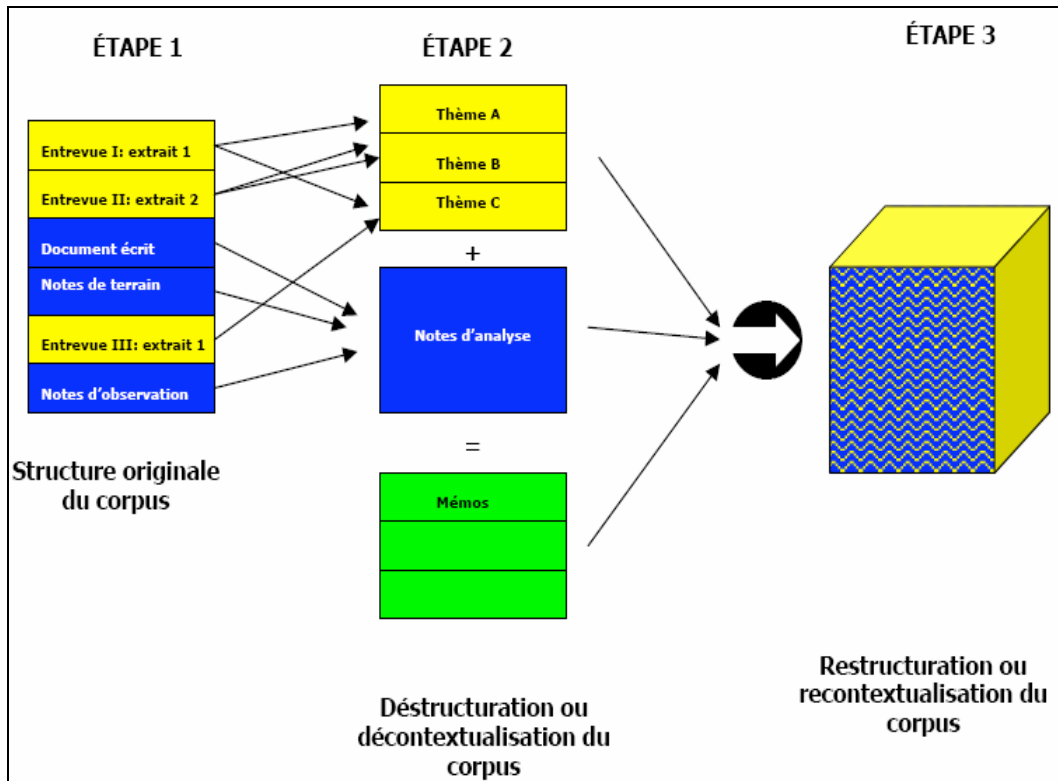 ÉTAPE 1
Entrevue I: extrait 1
Entrevue II: extrait 2
Document écrit
Notes de terrain
Entrevue III: extrait 1
Notes d'observation
Structure originale
du corpus
ÉTAPE 2
Thème A
Thème B
Thème C
+
Notes d'analyse
=
Mémos
Déstructuration ou
décontextualisation du
corpus
ÉTAPE 3
Restructuration ou
recontextualisation du
corpus